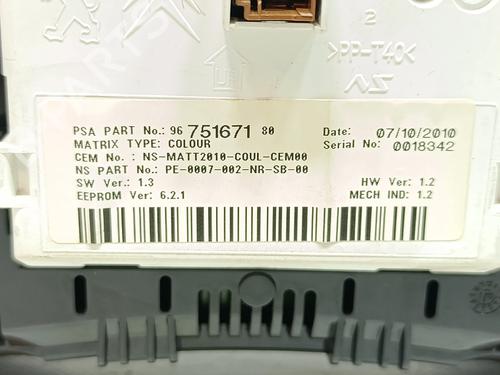 2
>PP-T40<
NS
PSA PART No.: 96 751671 80
Date: 07/10/2010
MATRIX TYPE: COLOUR
Serial No.: 0018342
CEM No. : NS-MATT2010-COUL-CEM00
NS PART No.: PE-0007-002-NR-SB-00
SW Ver.: 1.3
HW Ver.: 1.2
EEPROM Ver: 6.2.1
MECH IND: 1.2